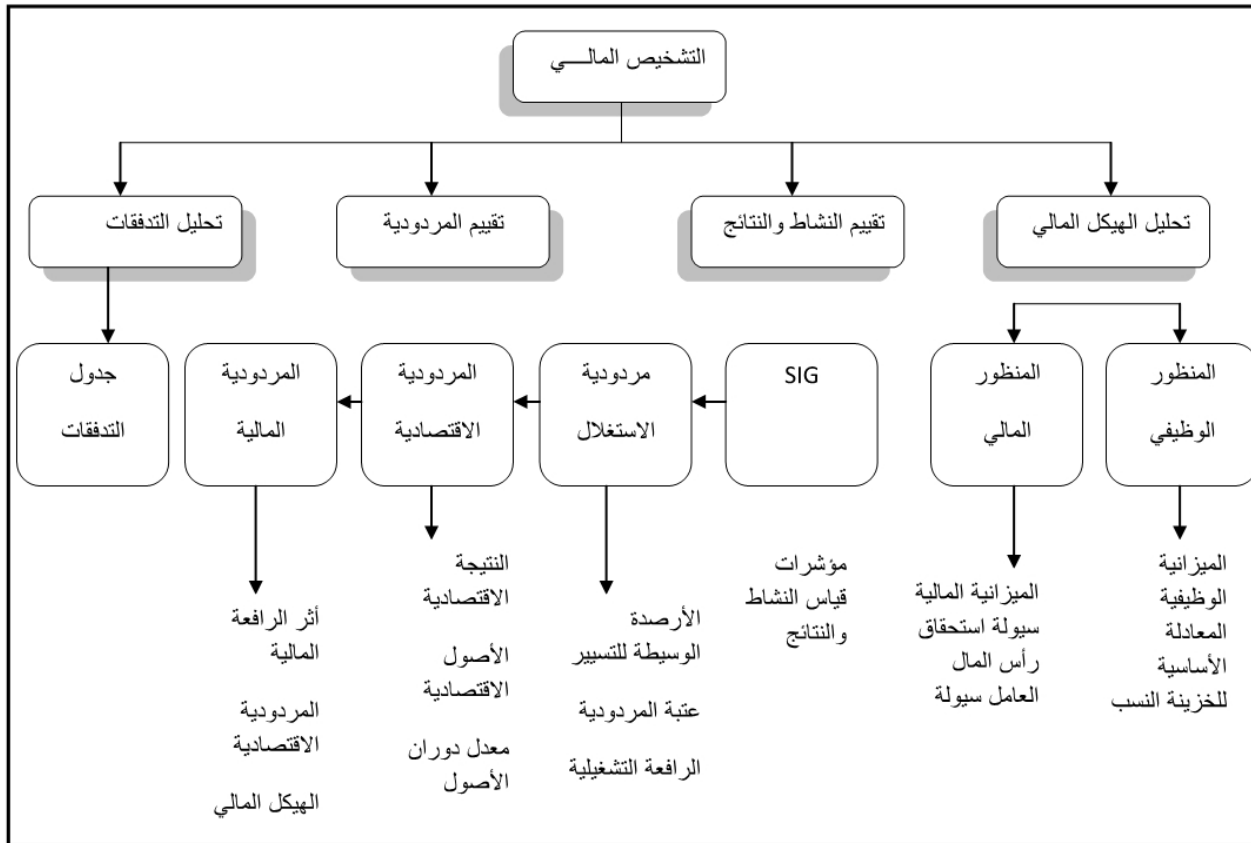 التشخيص المالــــي
تحليل الهيكل المالي
تقييم النشاط والنتائج
تقييم المردودية
تحليل التدفقات
المنظور
الوظيفي
المنظور
المالي
SIG
مردودية
الاستغلال
المردودية
الاقتصادية
المردودية
المالية
جدول
التدفقات
الميزانية
الوظيفية
المعادلة
الأساسية
للخزينة النسب
الميزانية المالية
سيولة استحقاق
رأس المال
العامل سيولة
مؤشرات
قياس النشاط
والنتائج
الأرصدة
الوسيطة للتسيير
عتبة المردودية
الرافعة التشغيلية
النتيجة
الاقتصادية
الأصول
الاقتصادية
معدل دوران
الأصول
أثر الرافعة
المالية
المردودية
الاقتصادية
الهيكل المالي